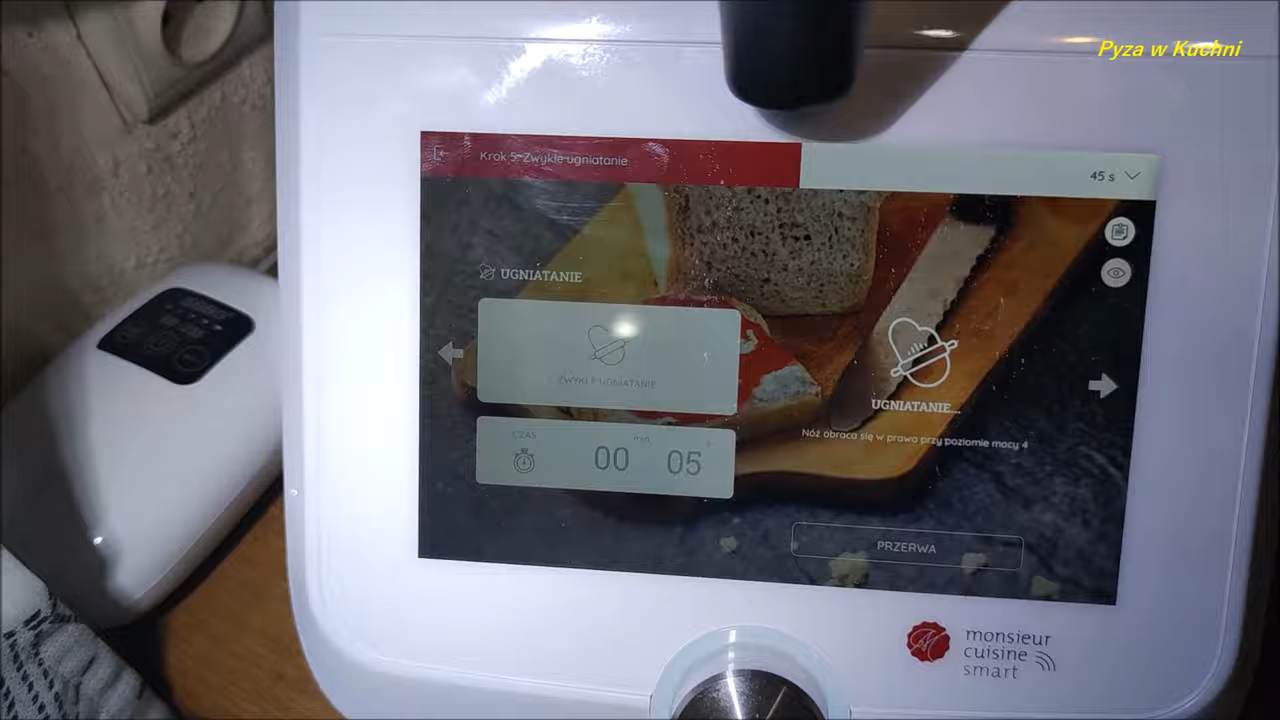 Pyza w Kuchni
Krok 5: Zwykłe ugniatanie
45 s
UGNIATANIE
ZWYKŁE UGNIATANIE
CZAS
min
00 05
UGNIATANIE...
Nóż obraca się w prawo przy poziomie mocy 4
PRZERWA
monsieur
cuisine
smart